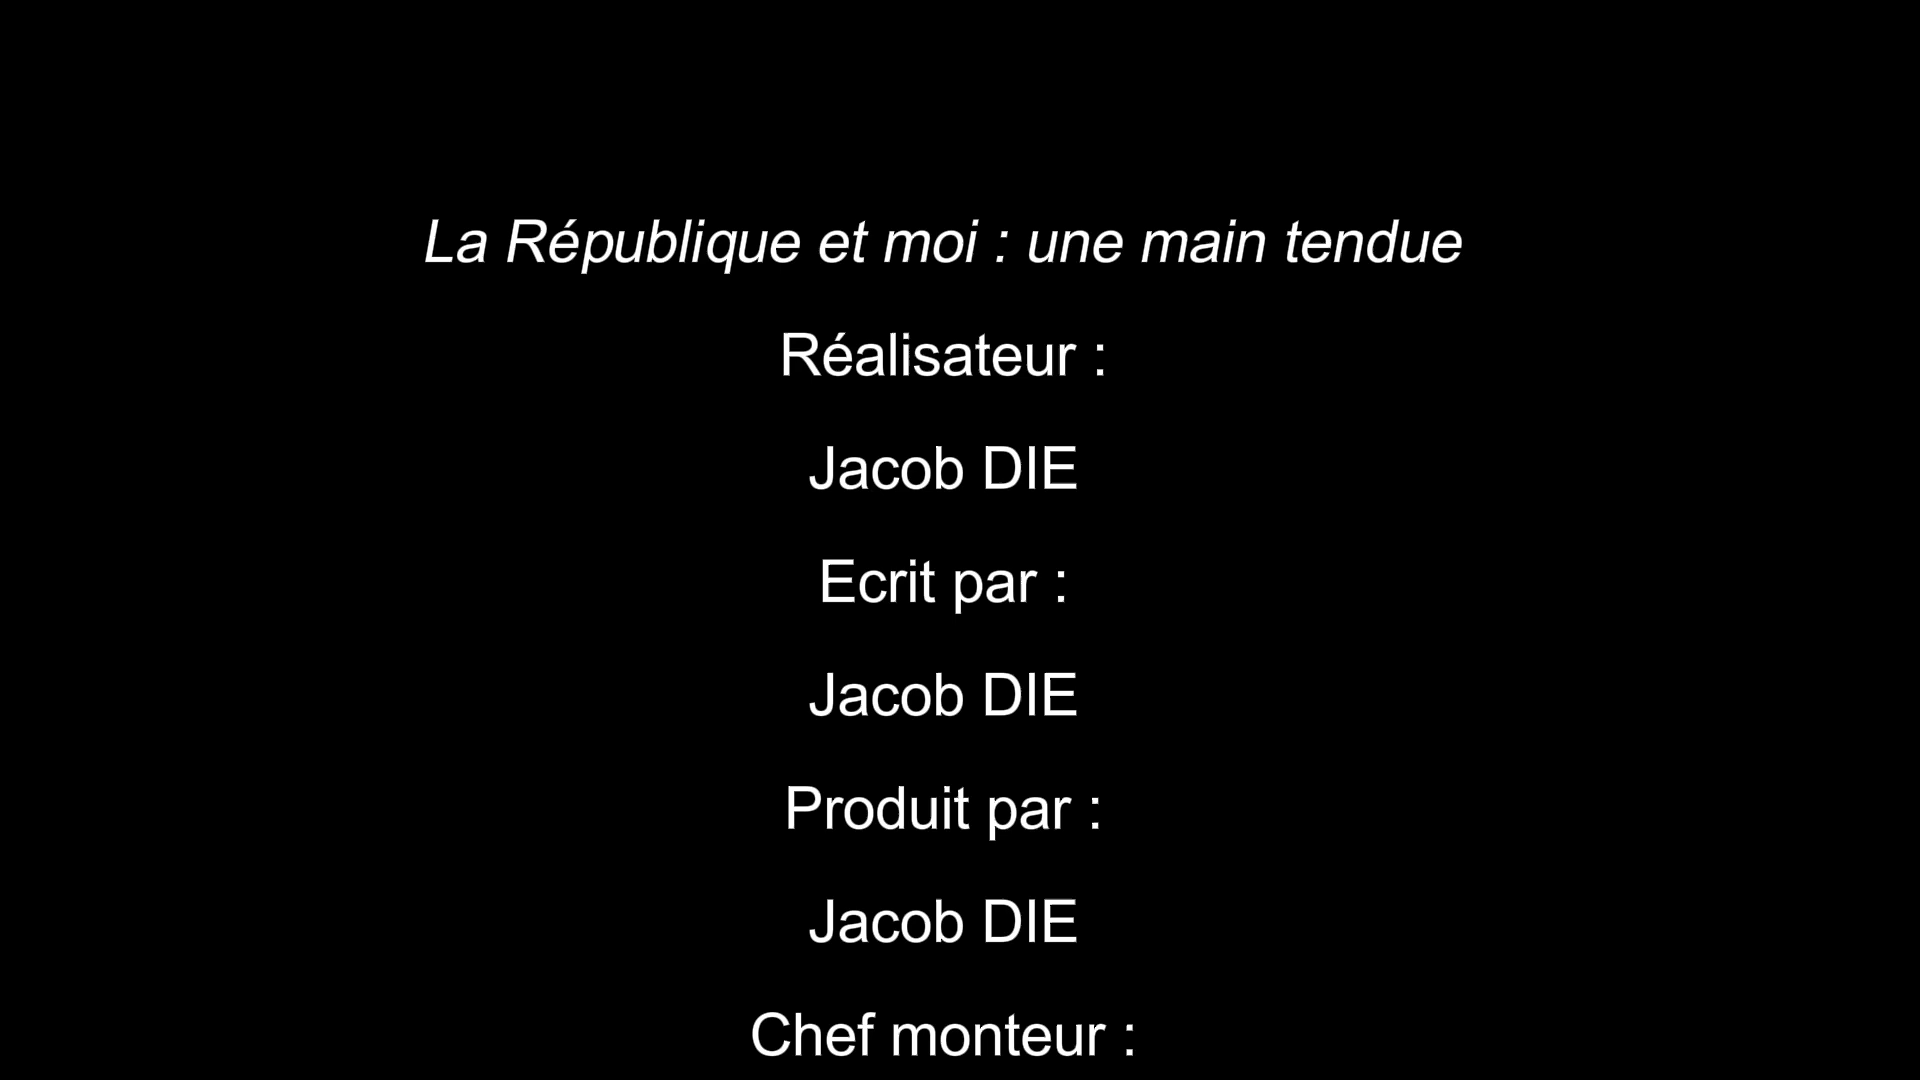 La République et moi : une main tendue
Réalisateur :
Jacob DIE
Ecrit par :
Jacob DIE
Produit par :
Jacob DIE
Chef monteur :